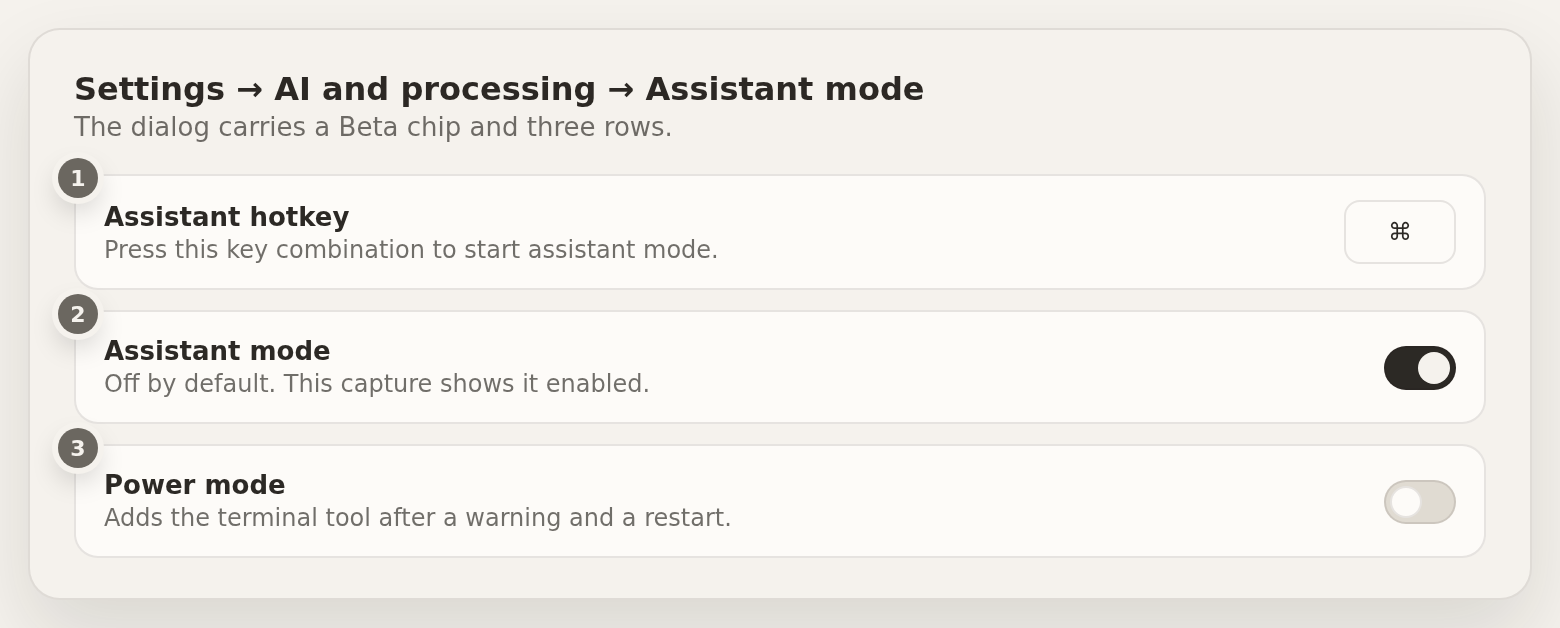 Settings → AI and processing → Assistant mode
The dialog carries a Beta chip and three rows.
1
Assistant hotkey
Press this key combination to start assistant mode.
⌘
2
Assistant mode
Off by default. This capture shows it enabled.
3
Power mode
Adds the terminal tool after a warning and a restart.